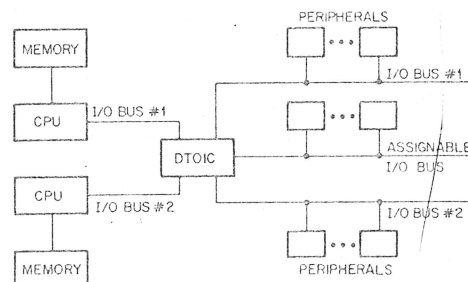 PERIPHERALS
MEMORY
I/O BUS #1
I/O BUS #1
CPU
DTOIC
ASSIGNABLE
I/O BUS
CPU
I/O BUS #2
I/O BUS #2
MEMORY
PERIPHERALS